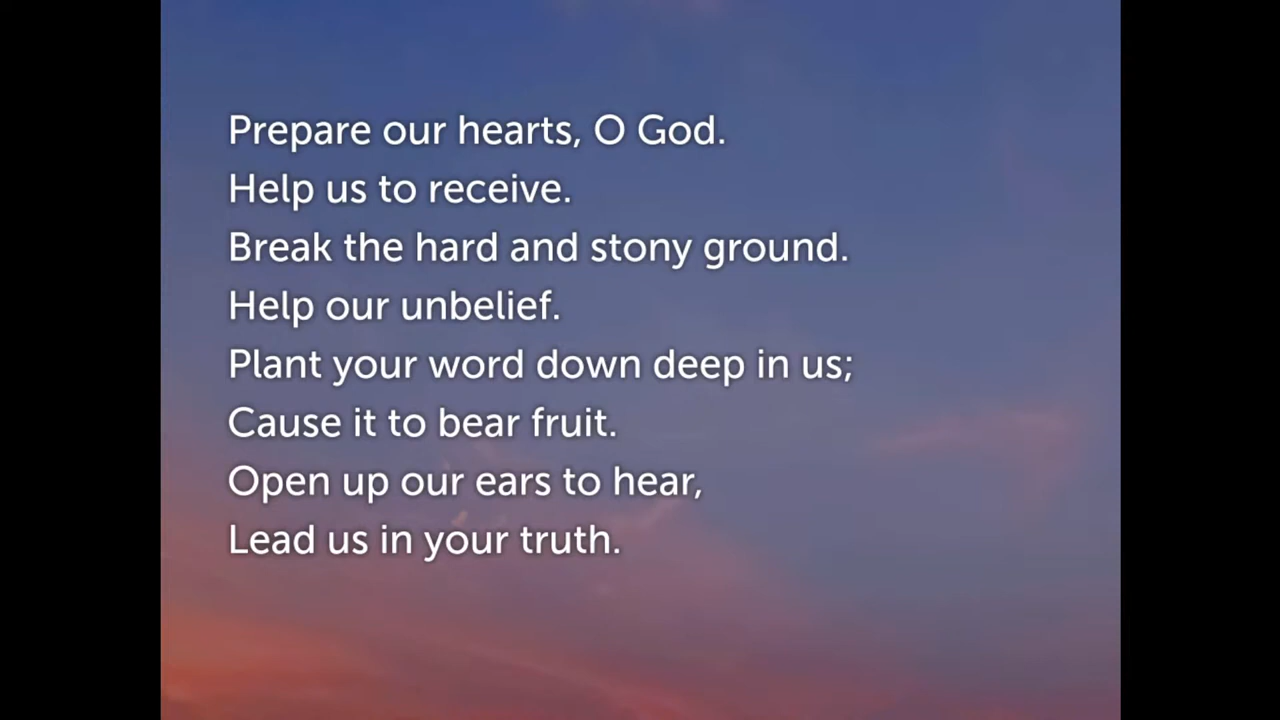 Prepare our hearts, O God.
Help us to receive.
Break the hard and stony ground.
Help our unbelief.
Plant your word down deep in us;
Cause it to bear fruit.
Open up our ears to hear,
Lead us in your truth.